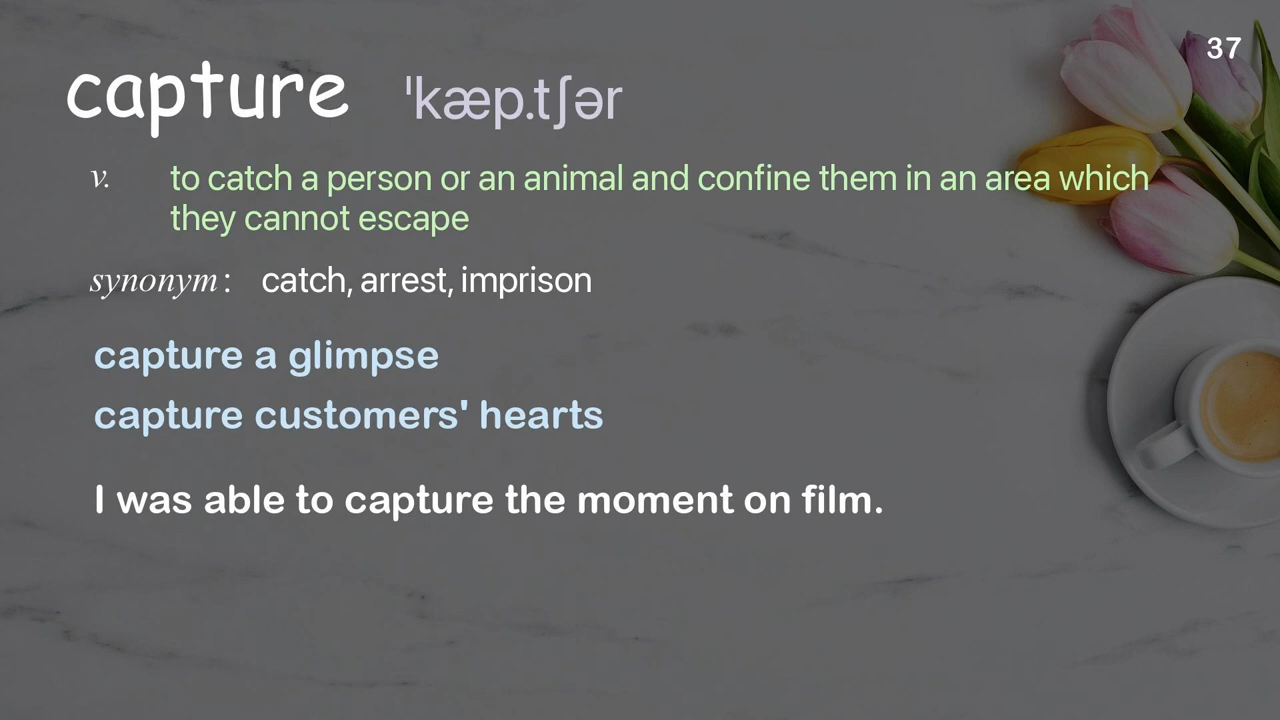 37
capture ˈkæp.tʃər
v. to catch a person or an animal and confine them in an area which
they cannot escape
synonym: catch, arrest, imprison
capture a glimpse
capture customers' hearts
I was able to capture the moment on film.